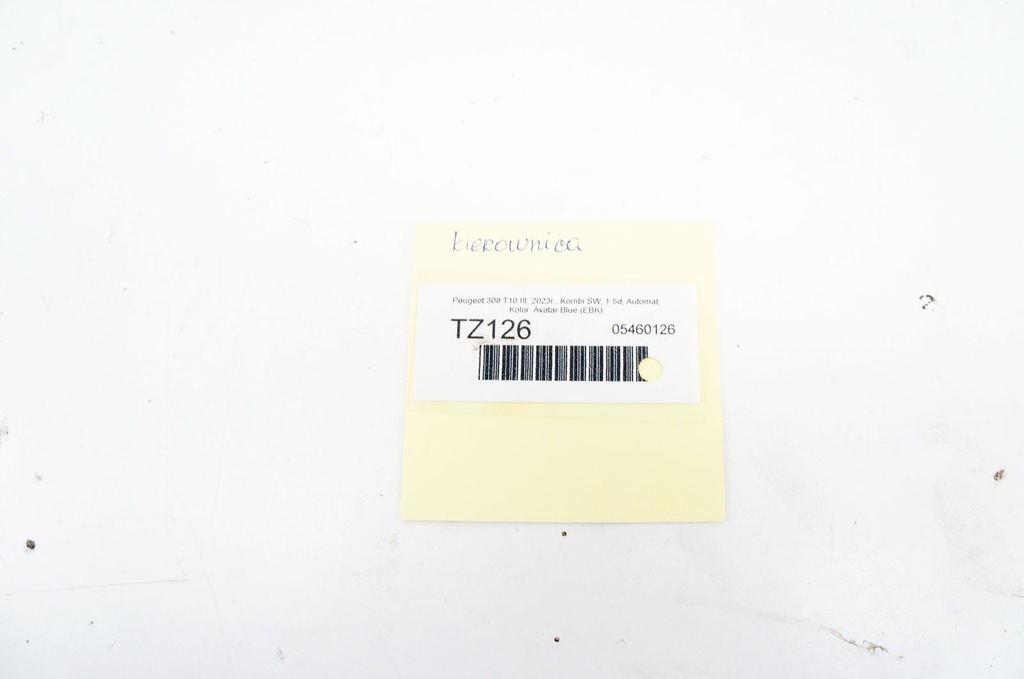 kierownica
Peugeot 308 T10 III, 2023r., Kombi SW, 1.5d, Automat,
Kolor: Avatar Blue (EBK)
TZ126 05460126